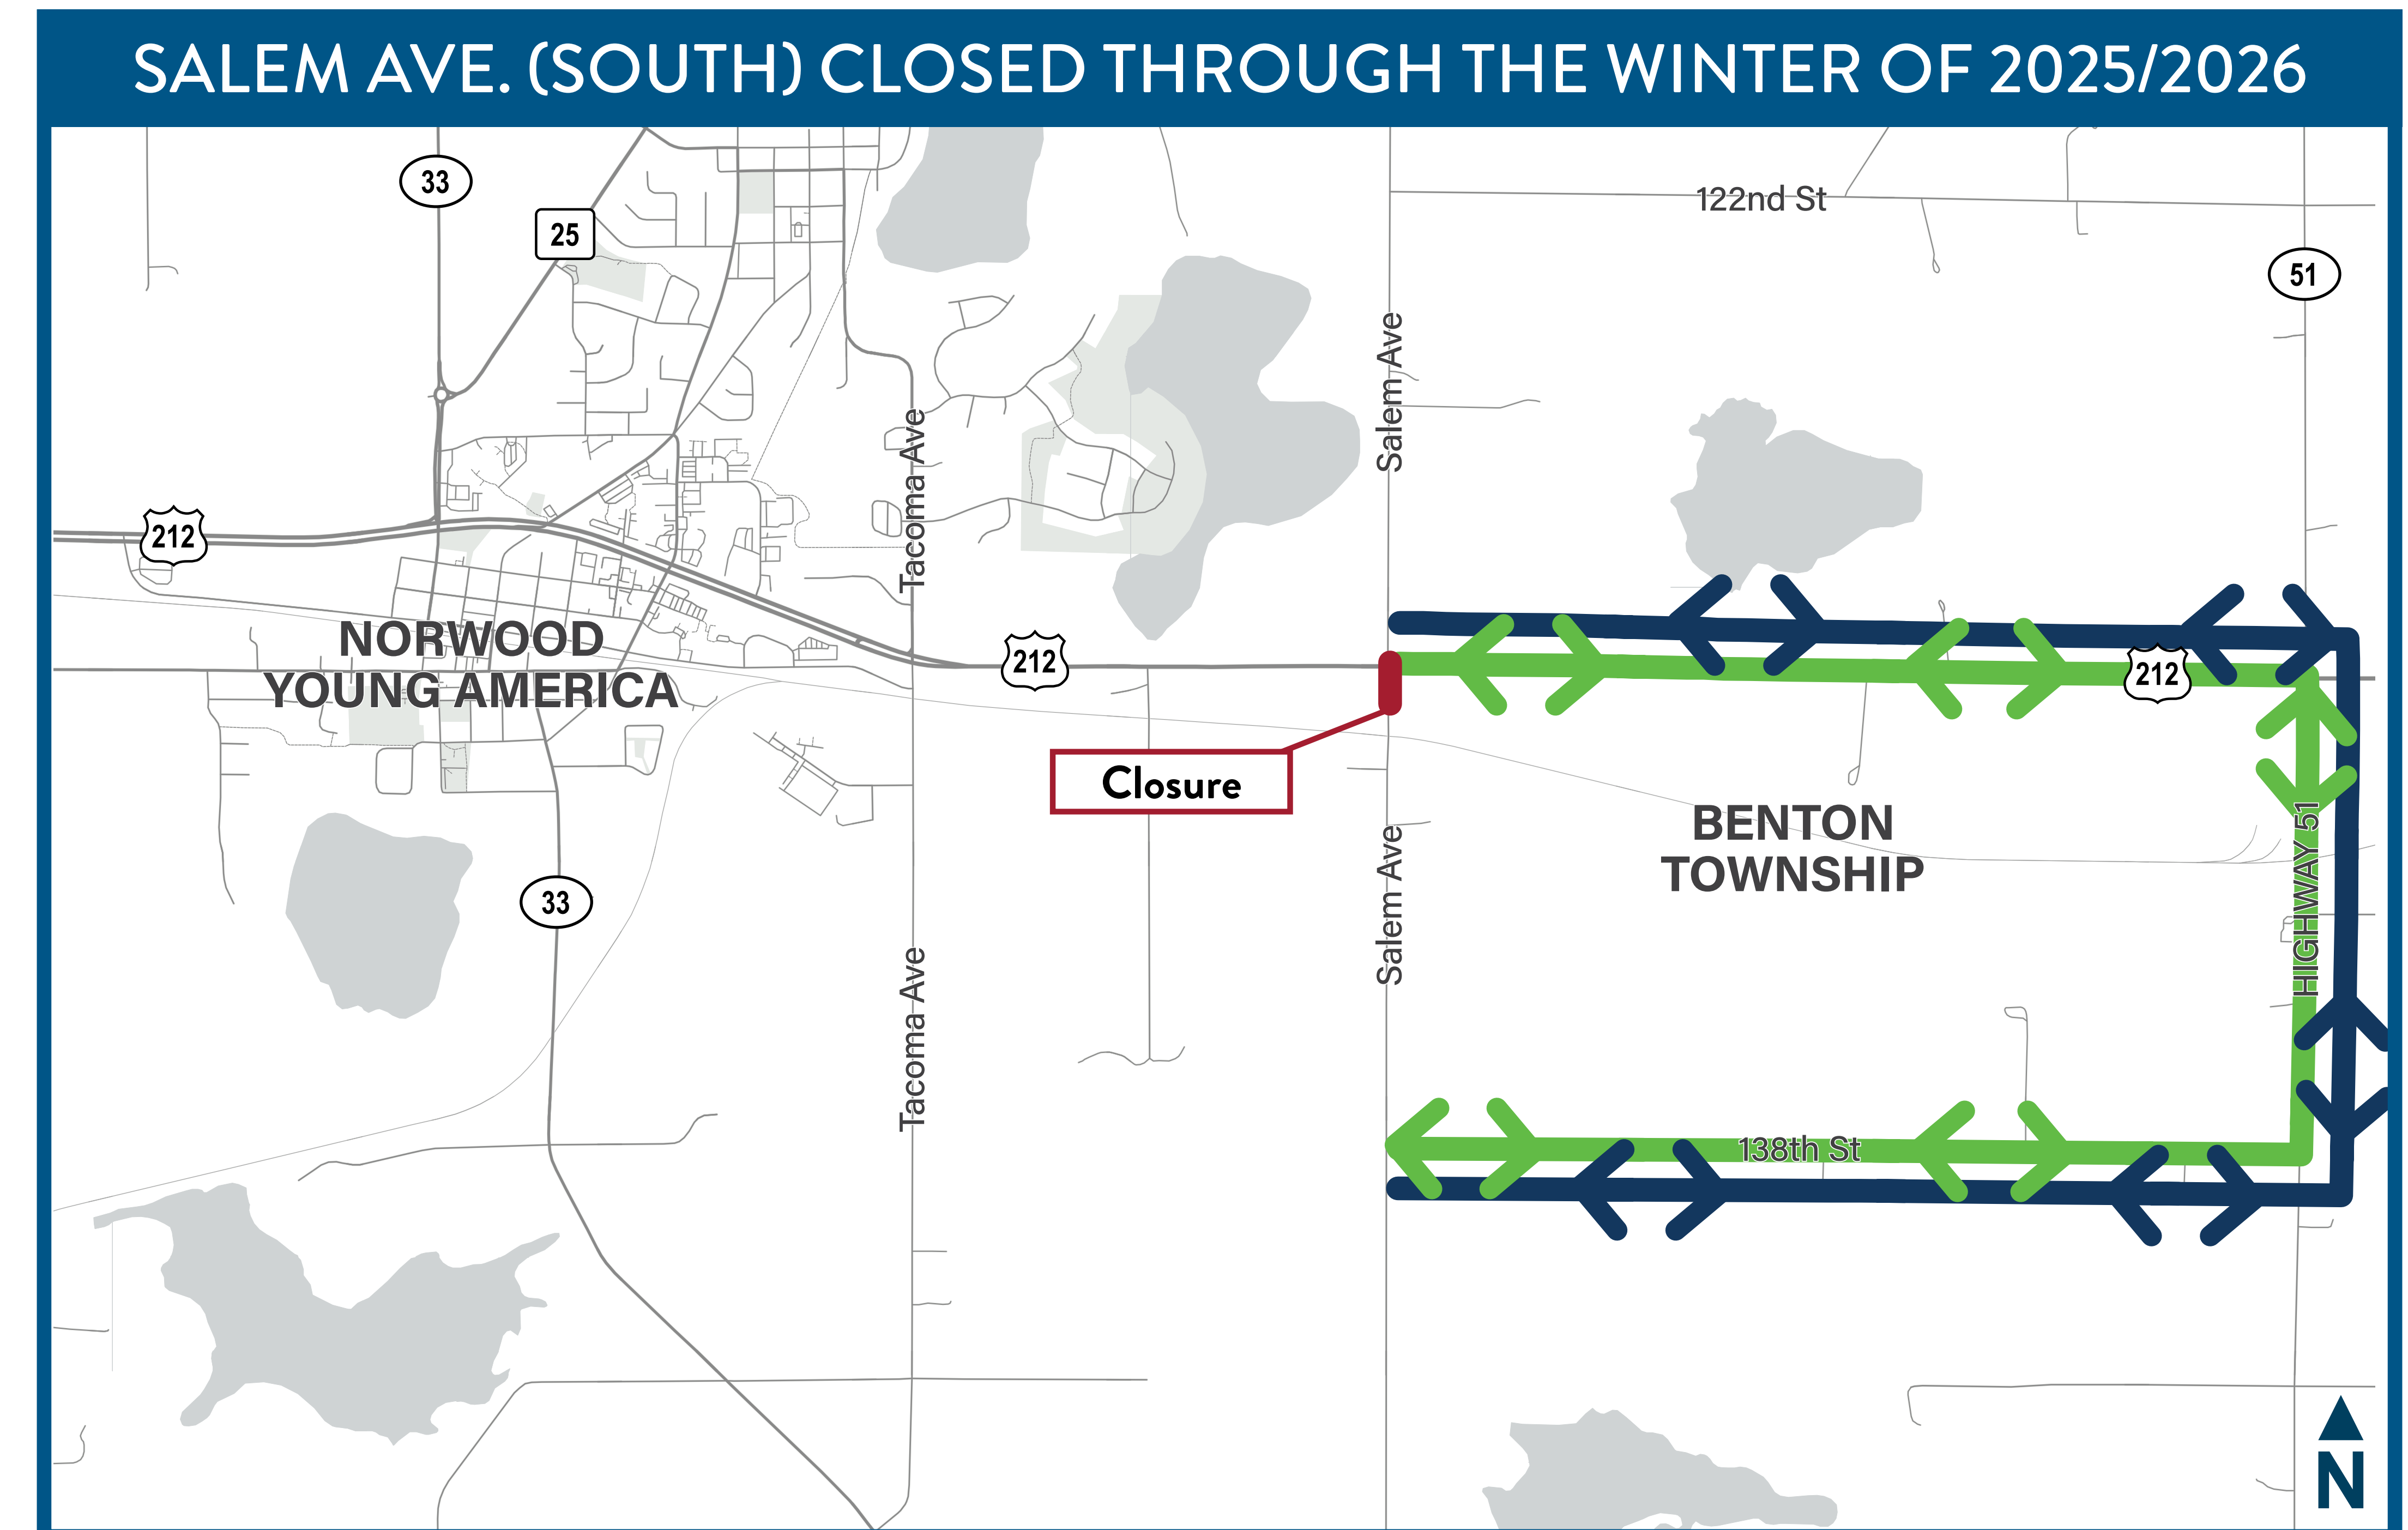 SALEM AVE. (SOUTH) CLOSED THROUGH THE WINTER OF 2025/2026
33
25
122nd St
51
Salem Ave
Tacoma Ave
212
NORWOOD
YOUNG AMERICA
212
212
Closure
BENTON
TOWNSHIP
HIGHWAY 51
33
Salem Ave
Tacoma Ave
138th St
N